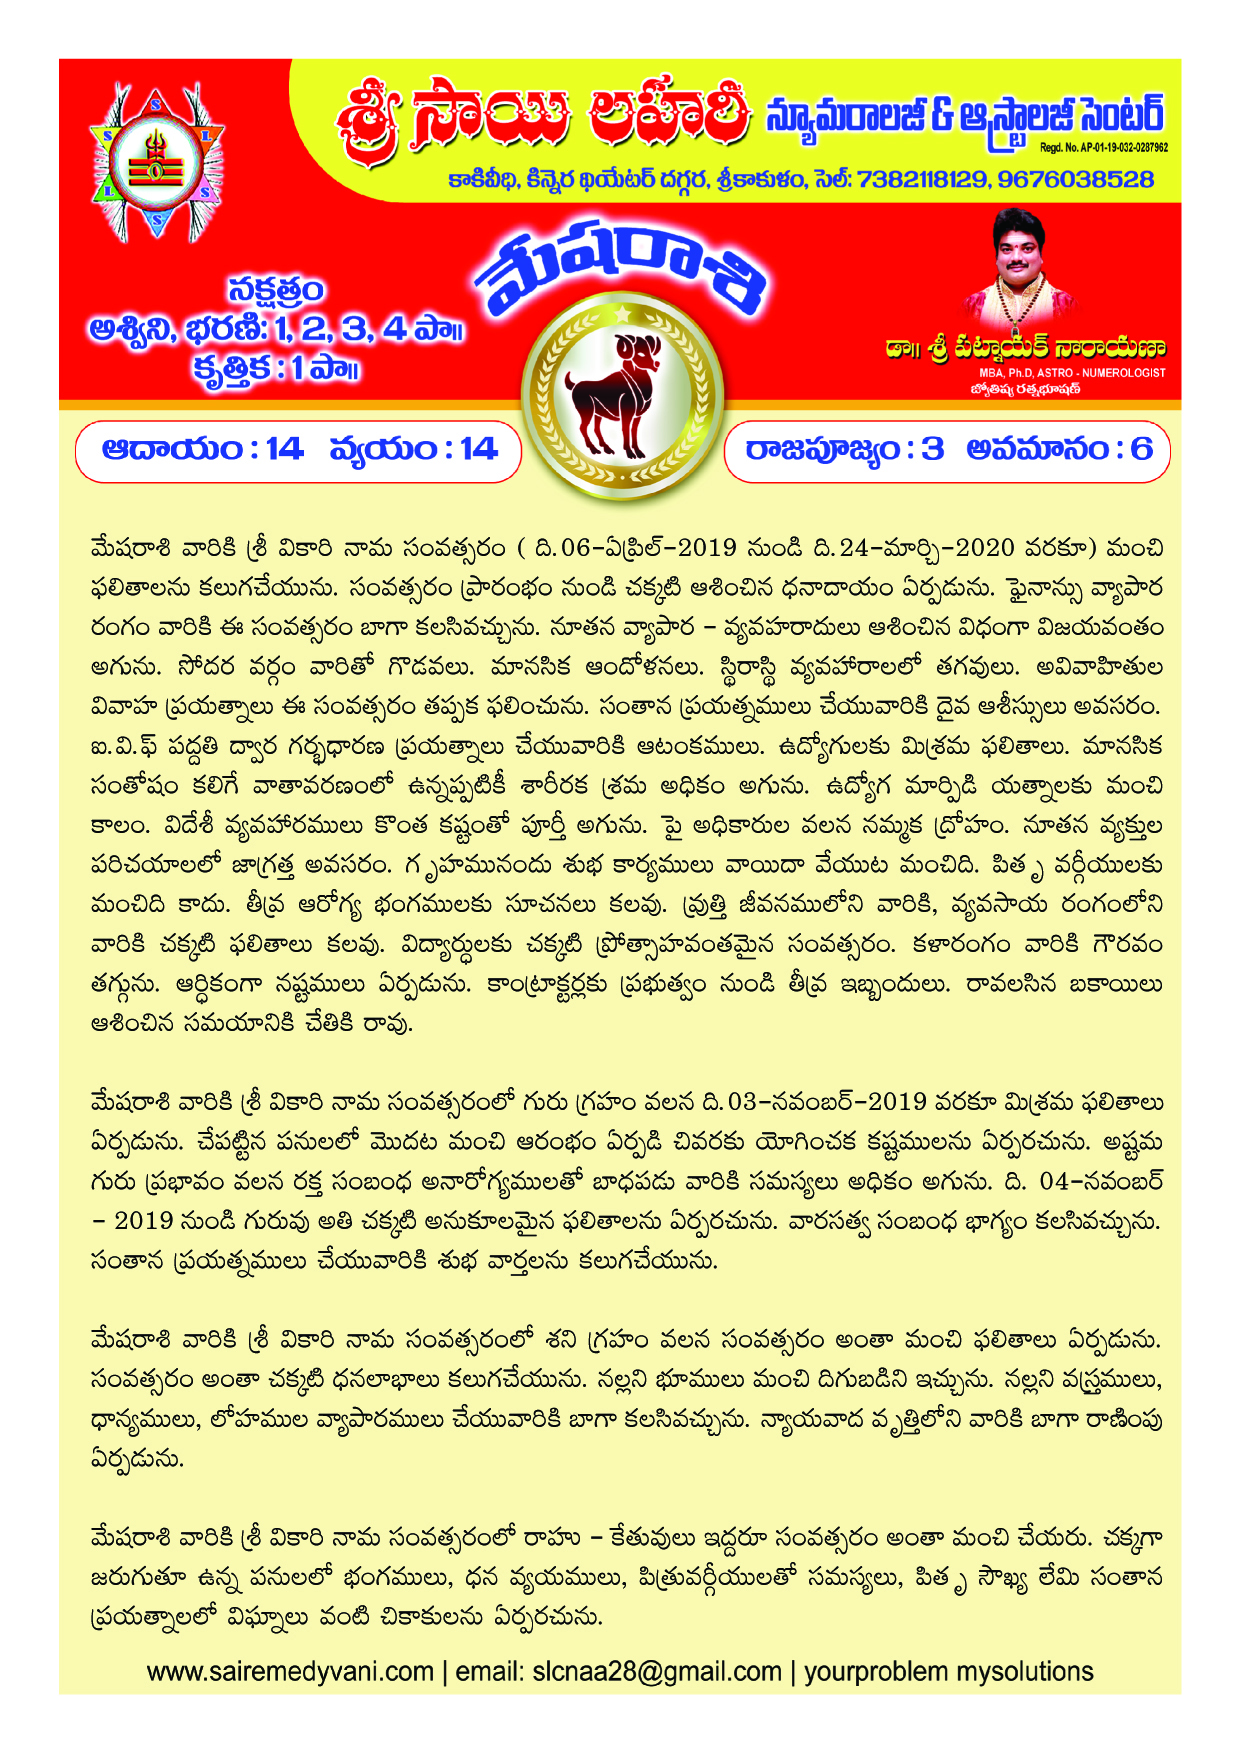 శ్రీ సాయి లహరీ న్యూమరాలజీ & ఆస్ట్రాలజీ సెంటర్
Regd. No. AP-01-19-032-0287962
కాకివీధి, కిన్నెర థియేటర్ దగ్గర, శ్రీకాకుళం, సెల్: 7382118129, 9676038528
S
S L
L S
S
మేషరాశి
నక్షత్రం
అశ్విని, భరణి: 1, 2, 3, 4 పా॥
కృత్తిక : 1 పా॥
డా॥ శ్రీ పట్నాయక్ నారాయణా
MBA, Ph.D, ASTRO - NUMEROLOGIST
జ్యోతిష్య రత్నభూషణ్
ఆదాయం : 14 వ్యయం : 14
రాజపూజ్యం : 3 అవమానం : 6
మేషరాశి వారికి శ్రీ వికారి నామ సంవత్సరం ( ది.06-ఏప్రిల్-2019 నుండి ది.24-మార్చి-2020 వరకూ) మంచి
ఫలితాలను కలుగచేయును. సంవత్సరం ప్రారంభం నుండి చక్కటి ఆశించిన ధనాదాయం ఏర్పడును. ఫైనాన్సు వ్యాపార
రంగం వారికి ఈ సంవత్సరం బాగా కలసివచ్చును. నూతన వ్యాపార - వ్యవహరాదులు ఆశించిన విధంగా విజయవంతం
అగును. సోదర వర్గం వారితో గొడవలు. మానసిక ఆందోళనలు. స్థిరాస్థి వ్యవహారాలలో తగవులు. అవివాహితుల
వివాహ ప్రయత్నాలు ఈ సంవత్సరం తప్పక ఫలించును. సంతాన ప్రయత్నములు చేయువారికి దైవ ఆశీస్సులు అవసరం.
ఐ.వి.ఫ్ పద్దతి ద్వార గర్భధారణ ప్రయత్నాలు చేయువారికి ఆటంకములు. ఉద్యోగులకు మిశ్రమ ఫలితాలు. మానసిక
సంతోషం కలిగే వాతావరణంలో ఉన్నప్పటికీ శారీరక శ్రమ అధికం అగును. ఉద్యోగ మార్పిడి యత్నాలకు మంచి
కాలం. విదేశీ వ్యవహారములు కొంత కష్టంతో పూర్తీ అగును. పై అధికారుల వలన నమ్మక ద్రోహం. నూతన వ్యక్తుల
పరిచయాలలో జాగ్రత్త అవసరం. గృహమునందు శుభ కార్యములు వాయిదా వేయుట మంచిది. పితృ వర్గీయులకు
మంచిది కాదు. తీవ్ర ఆరోగ్య భంగములకు సూచనలు కలవు. వ్రుత్తి జీవనములోని వారికి, వ్యవసాయ రంగంలోని
వారికి చక్కటి ఫలితాలు కలవు. విద్యార్ధులకు చక్కటి ప్రోత్సాహవంతమైన సంవత్సరం. కళారంగం వారికి గౌరవం
తగ్గును. ఆర్ధికంగా నష్టములు ఏర్పడును. కాంట్రాక్టర్లకు ప్రభుత్వం నుండి తీవ్ర ఇబ్బందులు. రావలసిన బకాయిలు
ఆశించిన సమయానికి చేతికి రావు.
మేషరాశి వారికి శ్రీ వికారి నామ సంవత్సరంలో గురు గ్రహం వలన ది.03-నవంబర్-2019 వరకూ మిశ్రమ ఫలితాలు
ఏర్పడును. చేపట్టిన పనులలో మొదట మంచి ఆరంభం ఏర్పడి చివరకు యోగించక కష్టములను ఏర్పరచును. అష్టమ
గురు ప్రభావం వలన రక్త సంబంధ అనారోగ్యములతో బాధపడు వారికి సమస్యలు అధికం అగును. ది. 04-నవంబర్
- 2019 నుండి గురువు అతి చక్కటి అనుకూలమైన ఫలితాలను ఏర్పరచును. వారసత్వ సంబంధ భాగ్యం కలసివచ్చును.
సంతాన ప్రయత్నములు చేయువారికి శుభ వార్తలను కలుగచేయును.
మేషరాశి వారికి శ్రీ వికారి నామ సంవత్సరంలో శని గ్రహం వలన సంవత్సరం అంతా మంచి ఫలితాలు ఏర్పడును.
సంవత్సరం అంతా చక్కటి ధనలాభాలు కలుగచేయును. నల్లని భూములు మంచి దిగుబడిని ఇచ్చును. నల్లని వస్త్రములు,
ధాన్యములు, లోహముల వ్యాపారములు చేయువారికి బాగా కలసివచ్చును. న్యాయవాద వృత్తిలోని వారికి బాగా రాణింపు
ఏర్పడును.
మేషరాశి వారికి శ్రీ వికారి నామ సంవత్సరంలో రాహు - కేతువులు ఇద్దరూ సంవత్సరం అంతా మంచి చేయరు. చక్కగా
జరుగుతూ ఉన్న పనులలో భంగములు, ధన వ్యయములు, పిత్రువర్గీయులతో సమస్యలు, పితృ సౌఖ్య లేమి సంతాన
ప్రయత్నాలలో విఘ్నాలు వంటి చికాకులను ఏర్పరచును.
www.sairemedyvani.com | email: slcnaa28@gmail.com | yourproblem mysolutions